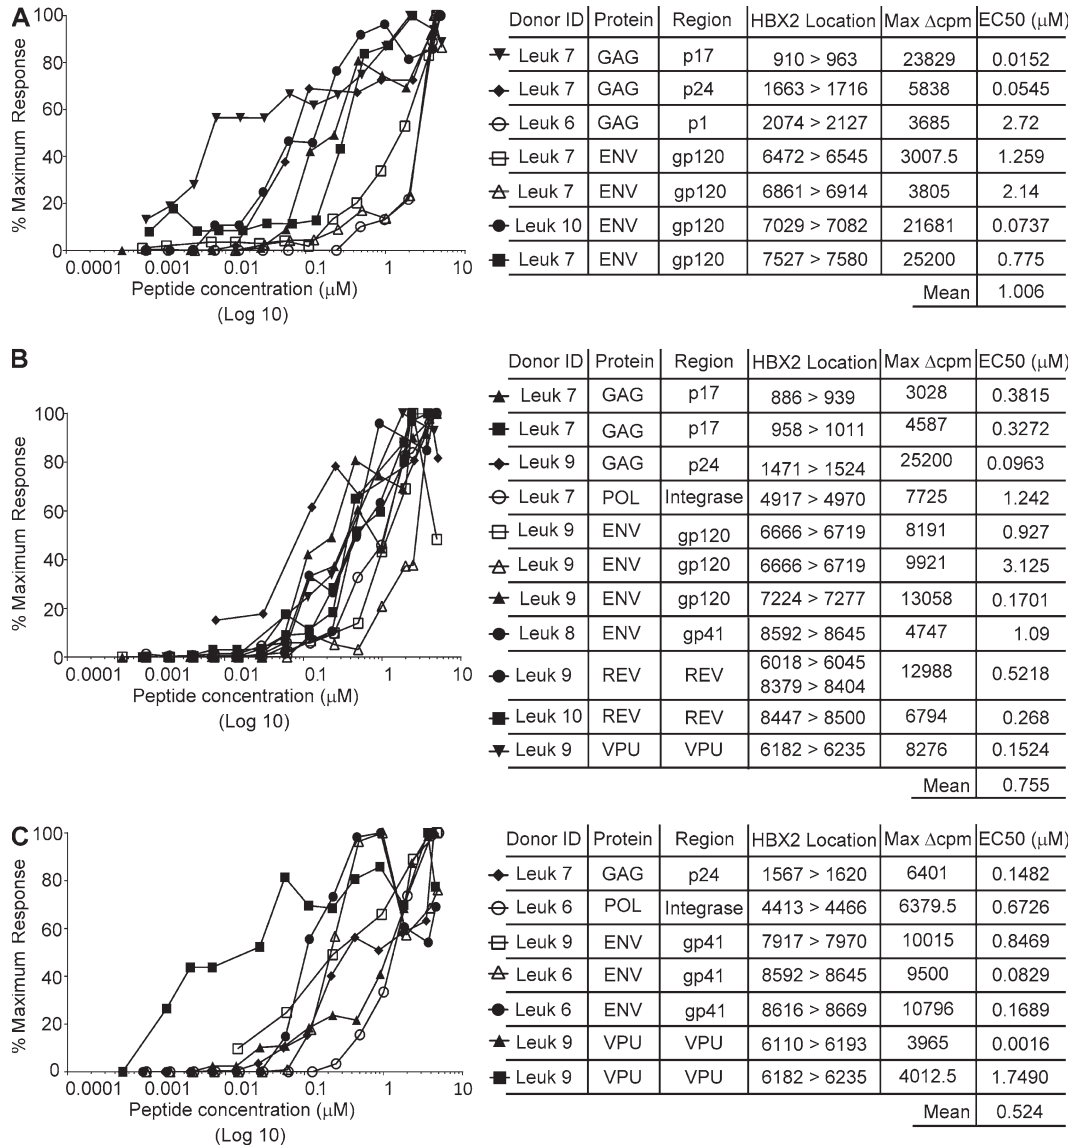 A
100
80
60
40
20
0
% Maximum Response
0.0001 0.001 0.01 0.1 1 10
Peptide concentration (μM)
(Log 10)
Donor ID Protein Region HBX2 Location Max Δcpm EC50 (μM)
Leuk 7 GAG p17 910 > 963 23829 0.0152
Leuk 7 GAG p24 1663 > 1716 5838 0.0545
Leuk 6 GAG p1 2074 > 2127 3685 2.72
Leuk 7 ENV gp120 6472 > 6545 3007.5 1.259
Leuk 7 ENV gp120 6861 > 6914 3805 2.14
Leuk 10 ENV gp120 7029 > 7082 21681 0.0737
Leuk 7 ENV gp120 7527 > 7580 25200 0.775
Mean 1.006
B
100
80
60
40
20
0
% Maximum Response
0.0001 0.001 0.01 0.1 1 10
Peptide concentration (μM)
(Log 10)
Donor ID Protein Region HBX2 Location Max Δcpm EC50 (μM)
Leuk 7 GAG p17 886 > 939 3028 0.3815
Leuk 7 GAG p17 958 > 1011 4587 0.3272
Leuk 9 GAG p24 1471 > 1524 25200 0.0963
Leuk 7 POL Integrase 4917 > 4970 7725 1.242
Leuk 9 ENV gp120 6666 > 6719 8191 0.927
Leuk 9 ENV gp120 6666 > 6719 9921 3.125
Leuk 9 ENV gp120 7224 > 7277 13058 0.1701
Leuk 8 ENV gp41 8592 > 8645 4747 1.09
Leuk 9 REV REV 6018 > 6045 12988 0.5218
8379 > 8404
Leuk 10 REV REV 8447 > 8500 6794 0.268
Leuk 9 VPU VPU 6182 > 6235 8276 0.1524
Mean 0.755
C
100
80
60
40
20
0
% Maximum Response
0.0001 0.001 0.01 0.1 1 10
Peptide concentration (μM)
(Log 10)
Donor ID Protein Region HBX2 Location Max Δcpm EC50 (μM)
Leuk 7 GAG p24 1567 > 1620 6401 0.1482
Leuk 6 POL Integrase 4413 > 4466 6379.5 0.6726
Leuk 9 ENV gp41 7917 > 7970 10015 0.8469
Leuk 6 ENV gp41 8592 > 8645 9500 0.0829
Leuk 6 ENV gp41 8616 > 8669 10796 0.1689
Leuk 9 VPU VPU 6110 > 6193 3965 0.0016
Leuk 9 VPU VPU 6182 > 6235 4012.5 1.7490
Mean 0.524